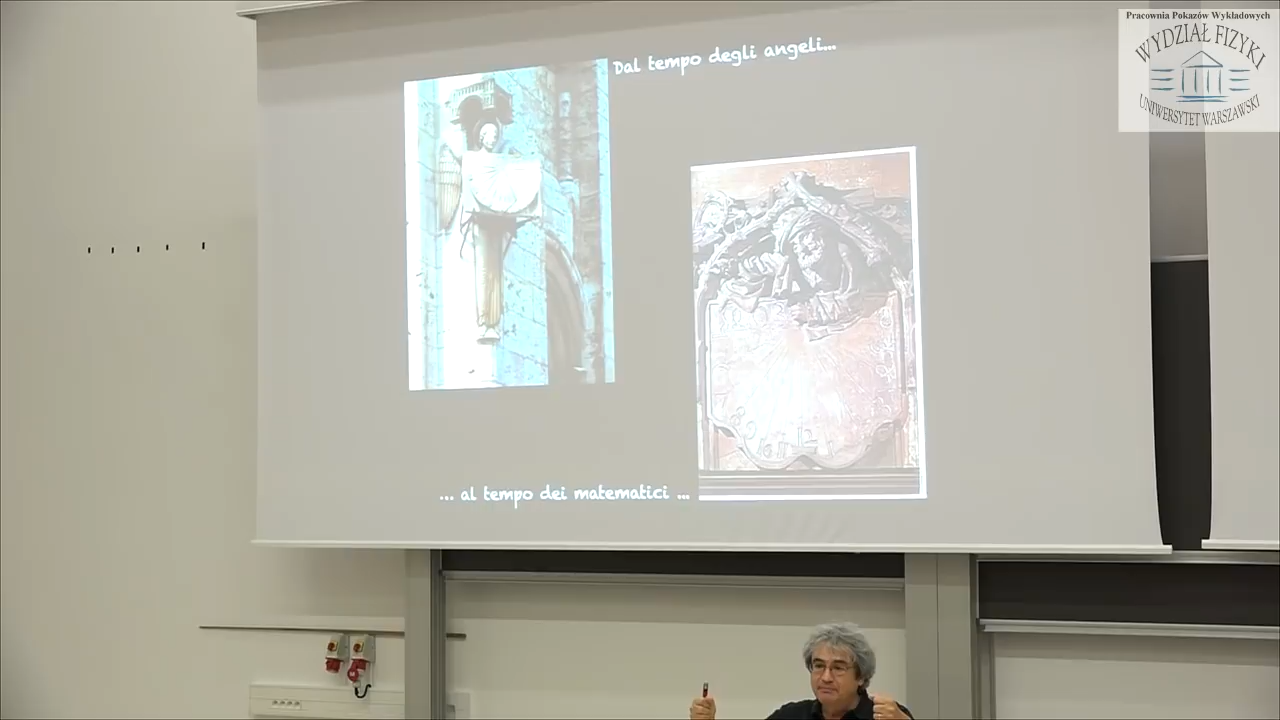 Pracownia Pokazów Wykładowych
WYDZIAŁ FIZYKI
UNIWERSYTET WARSZAWSKI
Dal tempo degli angeli...
... al tempo dei matematici ...